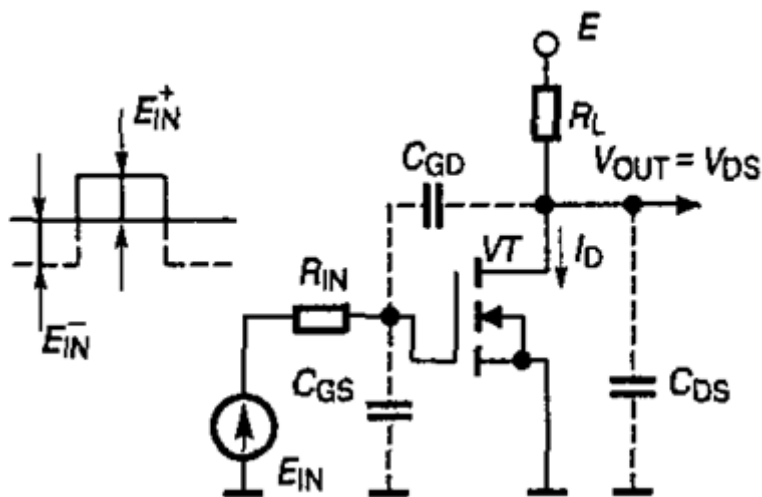 E
E⁺IN
RL
CGD
VOUT = VDS
VT
ID
RIN
E⁻IN
CGS
CDS
EIN